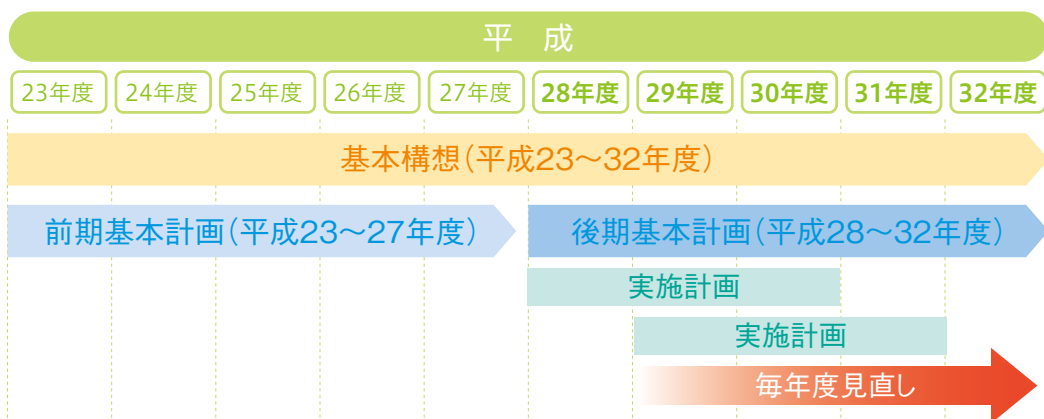 平 成
23年度 24年度 25年度 26年度 27年度 28年度 29年度 30年度 31年度 32年度
基本構想（平成23～32年度）
前期基本計画（平成23～27年度） 後期基本計画（平成28～32年度）
実施計画
実施計画
毎年度見直し